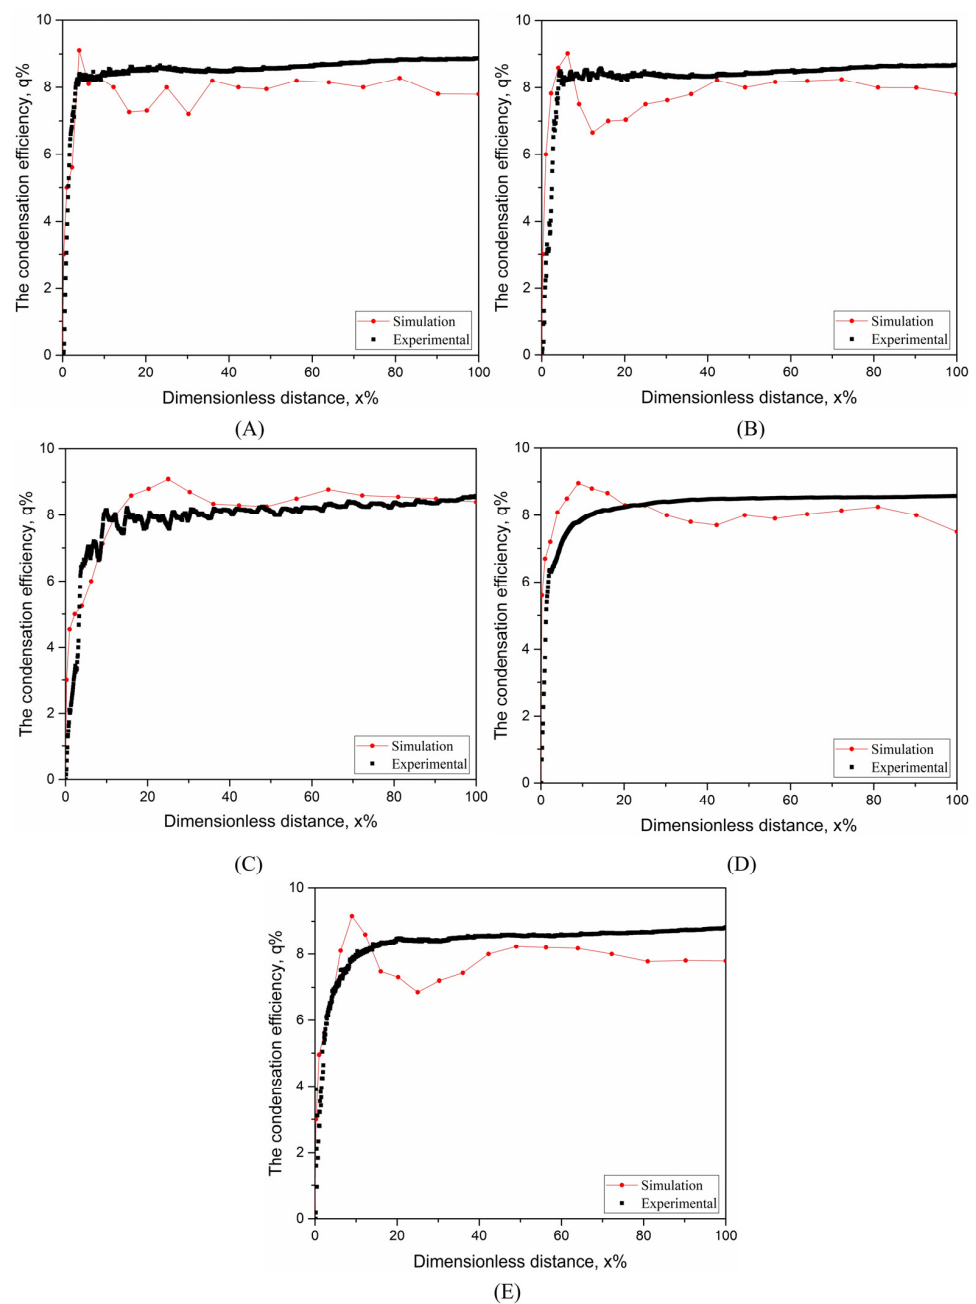 10
8
6
4
2
0
The condensation efficiency, q%
0 20 40 60 80 100
Dimensionless distance, x%
Simulation
Experimental
(A)
10
8
6
4
2
0
The condensation efficiency, q%
0 20 40 60 80 100
Dimensionless distance, x%
Simulation
Experimental
(B)
10
8
6
4
2
0
The condensation efficiency, q%
0 20 40 60 80 100
Dimensionless distance, x%
Simulation
Experimental
(C)
10
8
6
4
2
0
The condensation efficiency, q%
0 20 40 60 80 100
Dimensionless distance, x%
Simulation
Experimental
(D)
10
8
6
4
2
0
The condensation efficiency, q%
0 20 40 60 80 100
Dimensionless distance, x%
Simulation
Experimental
(E)